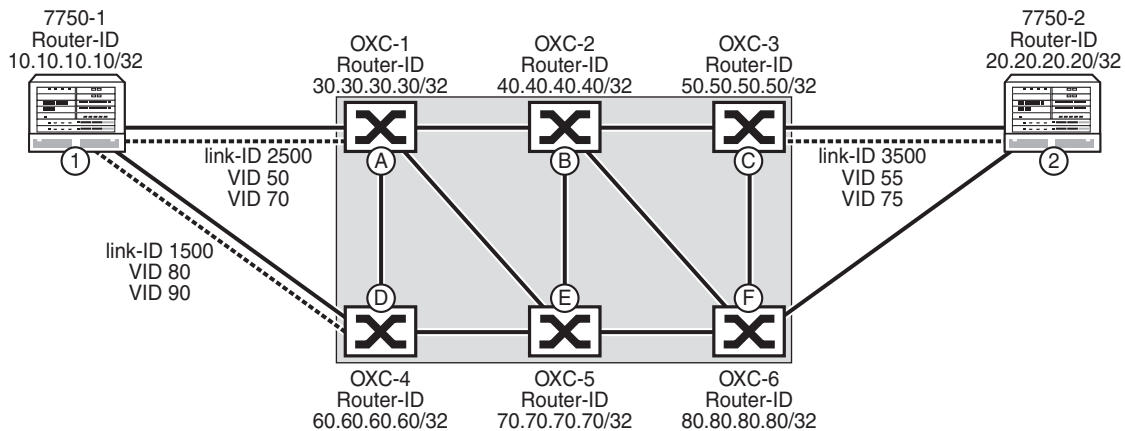 7750-1
Router-ID
10.10.10.10/32
OXC-1
Router-ID
30.30.30.30/32
OXC-2
Router-ID
40.40.40.40/32
OXC-3
Router-ID
50.50.50.50/32
7750-2
Router-ID
20.20.20.20/32
1
A
B
C
2
link-ID 2500
VID 50
VID 70
link-ID 3500
VID 55
VID 75
link-ID 1500
VID 80
VID 90
D
E
F
OXC-4
Router-ID
60.60.60.60/32
OXC-5
Router-ID
70.70.70.70/32
OXC-6
Router-ID
80.80.80.80/32